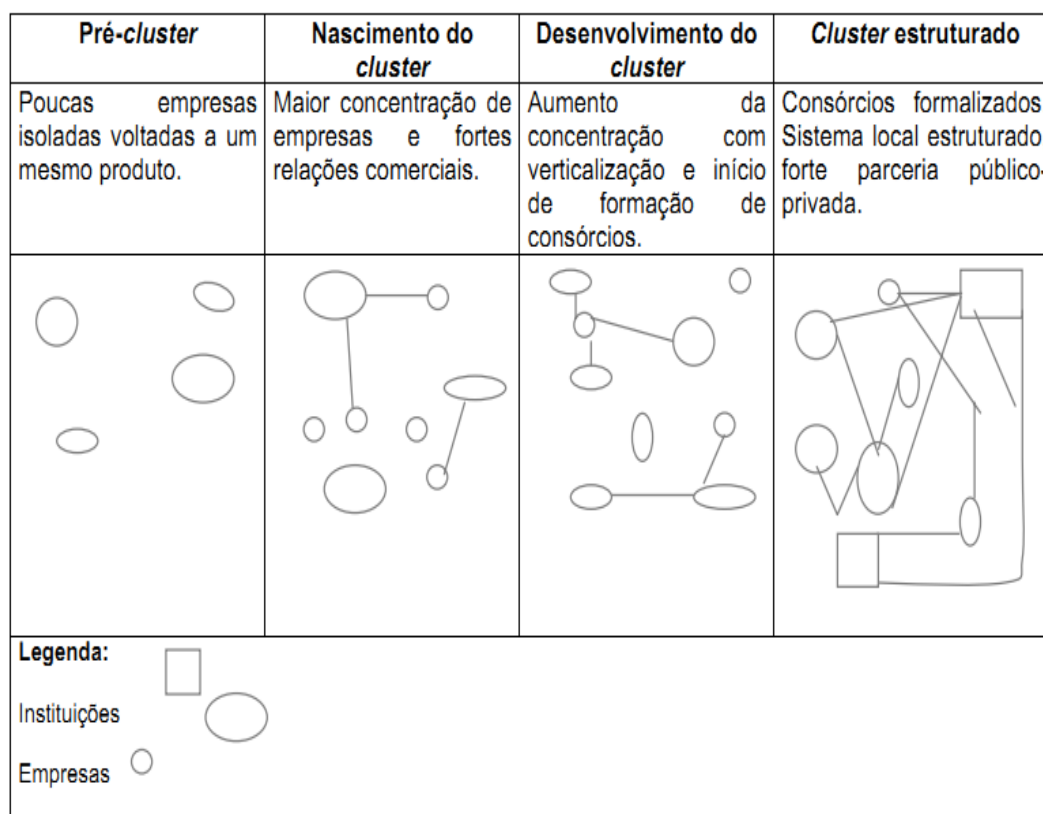 Pré-cluster
Nascimento do
cluster
Desenvolvimento do
cluster
Cluster estruturado
Poucas empresas
isoladas voltadas a um
mesmo produto.
Maior concentração de
empresas e fortes
relações comerciais.
Aumento da
concentração com
verticalização e início
de formação de
consórcios.
Consórcios formalizados
Sistema local estruturado
forte parceria público-
privada.
Legenda:
Instituições
Empresas